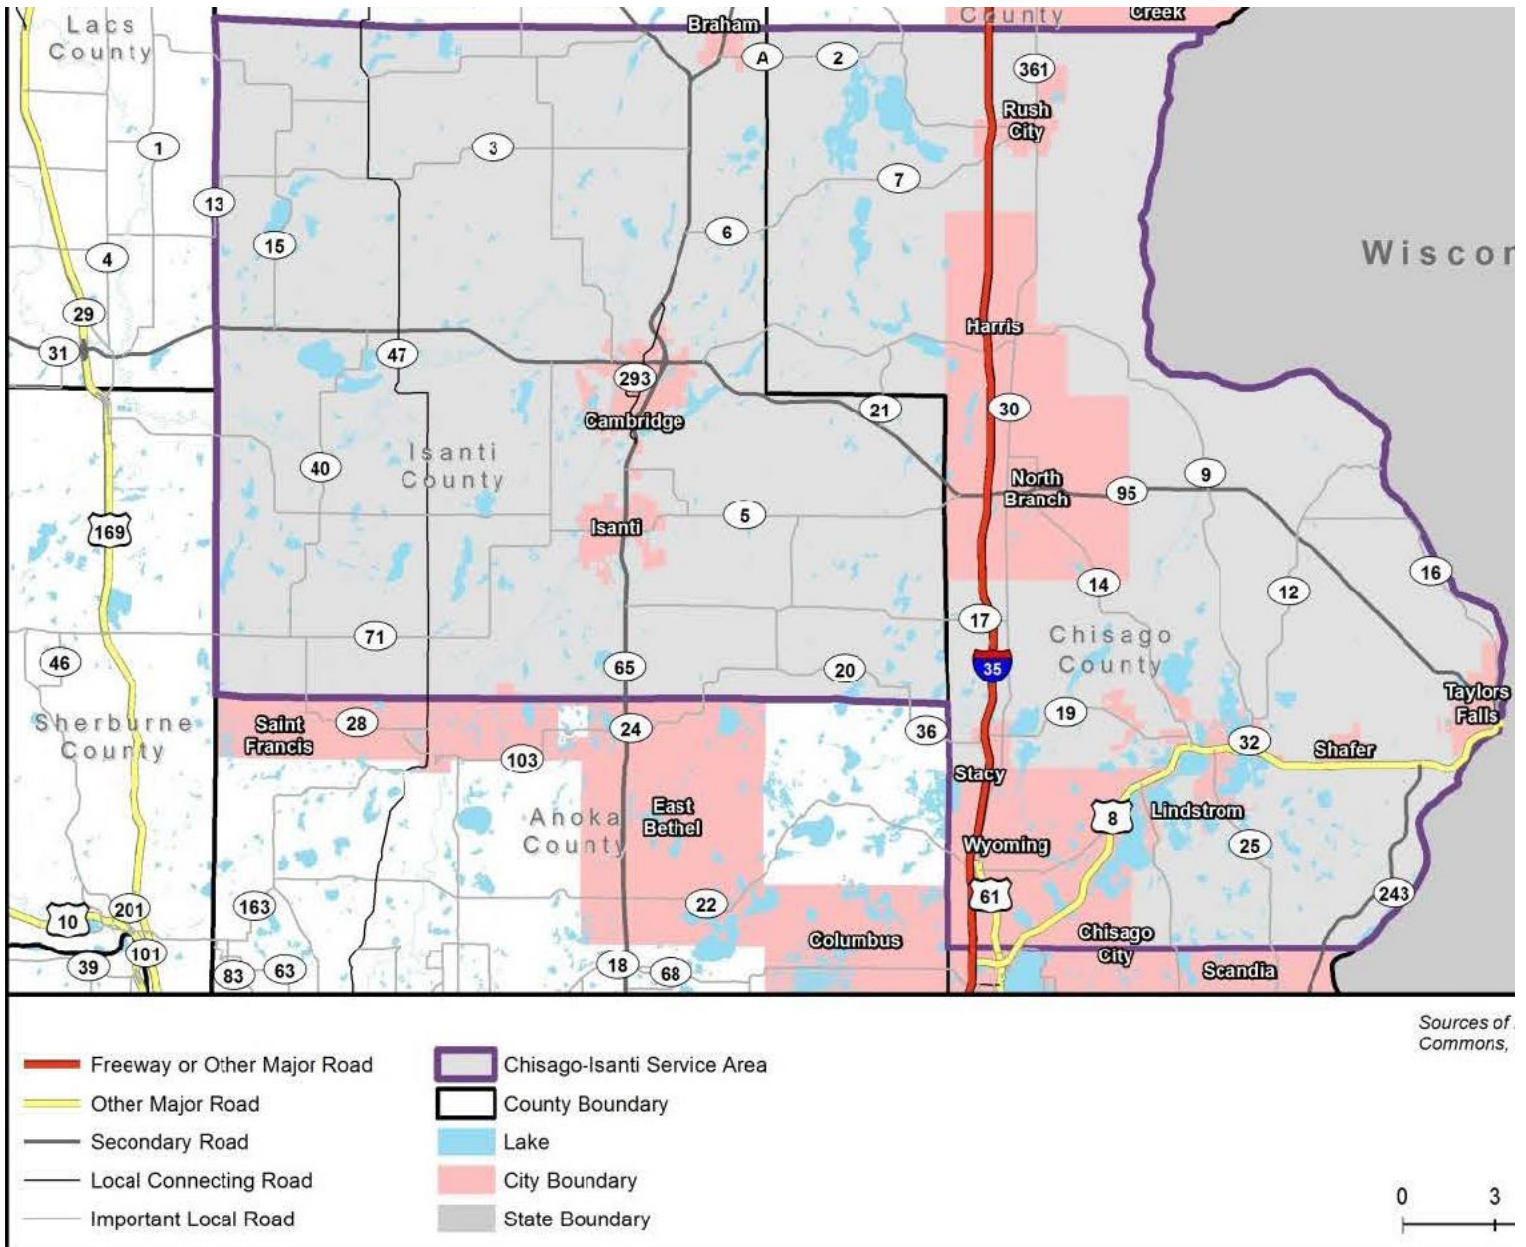 Lacs
County
Braham
County
Creek
A
2
361
Rush
City
1
3
7
13
15
6
4
Wiscon
29
31
47
Harris
293
Cambridge
21
30
Isanti
County
40
North
Branch
95
9
169
Isanti
5
16
14
12
17
71
Chisago
County
46
65
20
35
Taylors
Falls
Sherburne
County
Saint
Francis
28
24
36
19
32
Shafer
103
Stacy
East
Bethel
Anoka
County
8
Lindstrom
Wyoming
25
163
22
61
243
10
201
101
Columbus
Chisago
City
39
83
63
18
68
Scandia
Sources of
Commons,
Freeway or Other Major Road
Other Major Road
Secondary Road
Local Connecting Road
Important Local Road
Chisago-Isanti Service Area
County Boundary
Lake
City Boundary
State Boundary
0 3